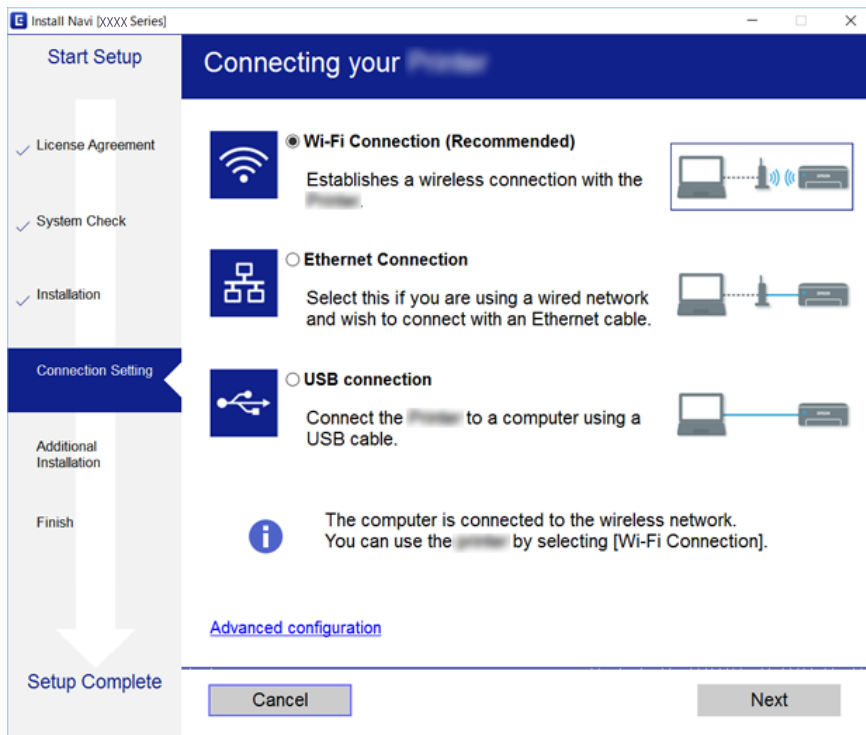 Install Navi [XXXX Series]
Start Setup
License Agreement
System Check
Installation
Connection Setting
Additional
Installation
Finish
Setup Complete
Connecting your
Wi-Fi Connection (Recommended)
Establishes a wireless connection with the
.
Ethernet Connection
Select this if you are using a wired network
and wish to connect with an Ethernet cable.
USB connection
Connect the to a computer using a
USB cable.
The computer is connected to the wireless network.
You can use the by selecting [Wi-Fi Connection].
Advanced configuration
Cancel
Next